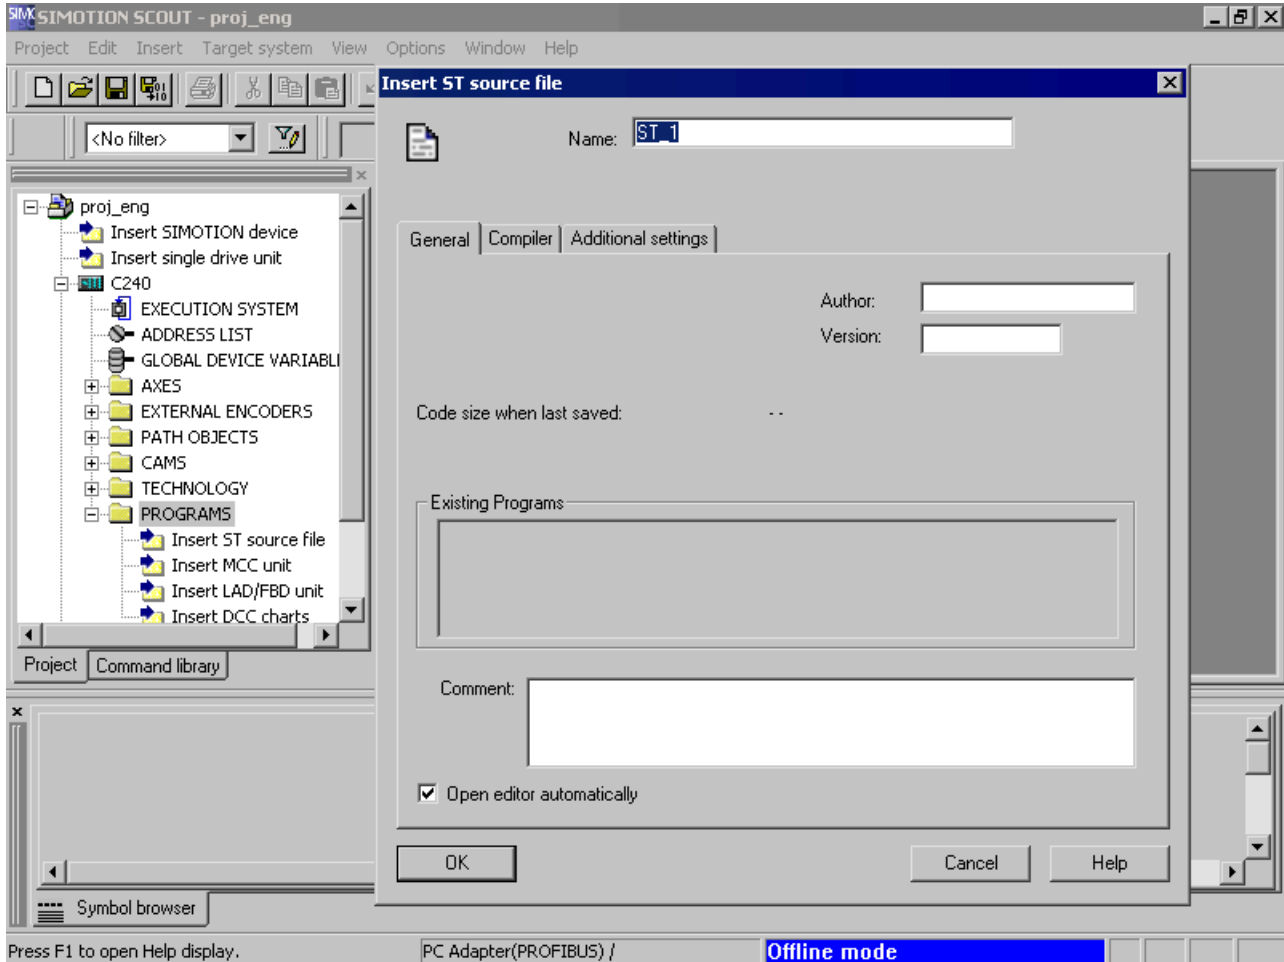 SIMOTION SCOUT - proj_eng
Project Edit Insert Target system View Options Window Help
Insert ST source file
<No filter>
Name: ST_1
proj_eng
Insert SIMOTION device
Insert single drive unit
C240
EXECUTION SYSTEM
ADDRESS LIST
GLOBAL DEVICE VARIABL
AXES
EXTERNAL ENCODERS
PATH OBJECTS
CAMS
TECHNOLOGY
PROGRAMS
Insert ST source file
Insert MCC unit
Insert LAD/FBD unit
Insert DCC charts
Project Command library
General Compiler Additional settings
Author:
Version:
Code size when last saved: - -
Existing Programs
Comment:
Open editor automatically
OK Cancel Help
Symbol browser
Press F1 to open Help display. PC Adapter(PROFIBUS) / Offline mode